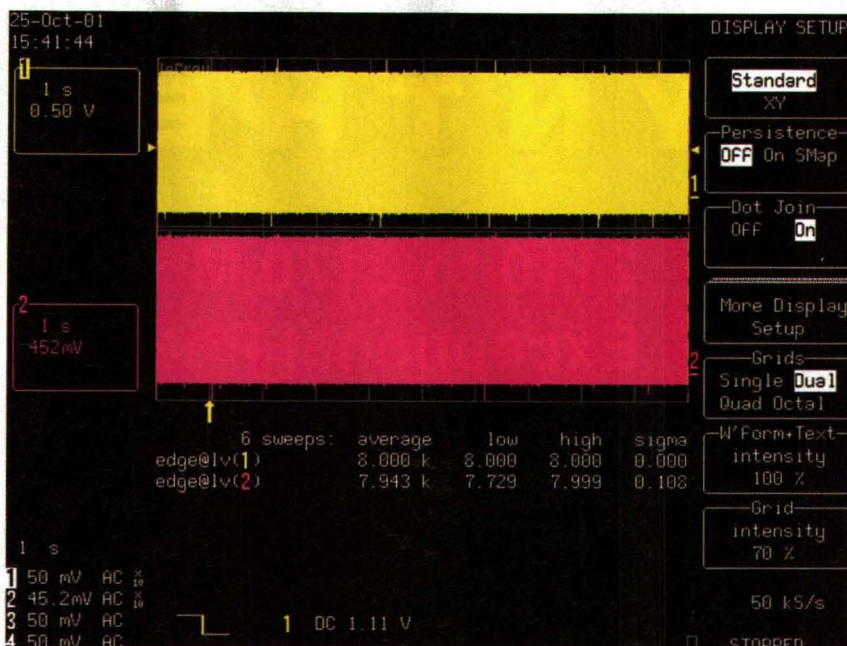 25-Oct-01
15:41:44
DISPLAY SETUP
1
1 s
0.50 V
LeCroy
Standard
XY
Persistence
Off On SMap
1
Dot Join
Off On
More Display
Setup
2
1 s
452mV
2
Grids
Single Dual
Quad Octal
6 sweeps: average low high sigma
edge@lv(1) 8.000 k 8.000 8.000 0.000
edge@lv(2) 7.943 k 7.729 7.999 0.108
W'Form+Text
intensity
100 %
Grid
intensity
70 %
1 s
1 50 mV AC X10
2 45.2mV AC X10
3 50 mV AC
4 50 mV AC
1 DC 1.11 V
50 kS/s
STOPPED